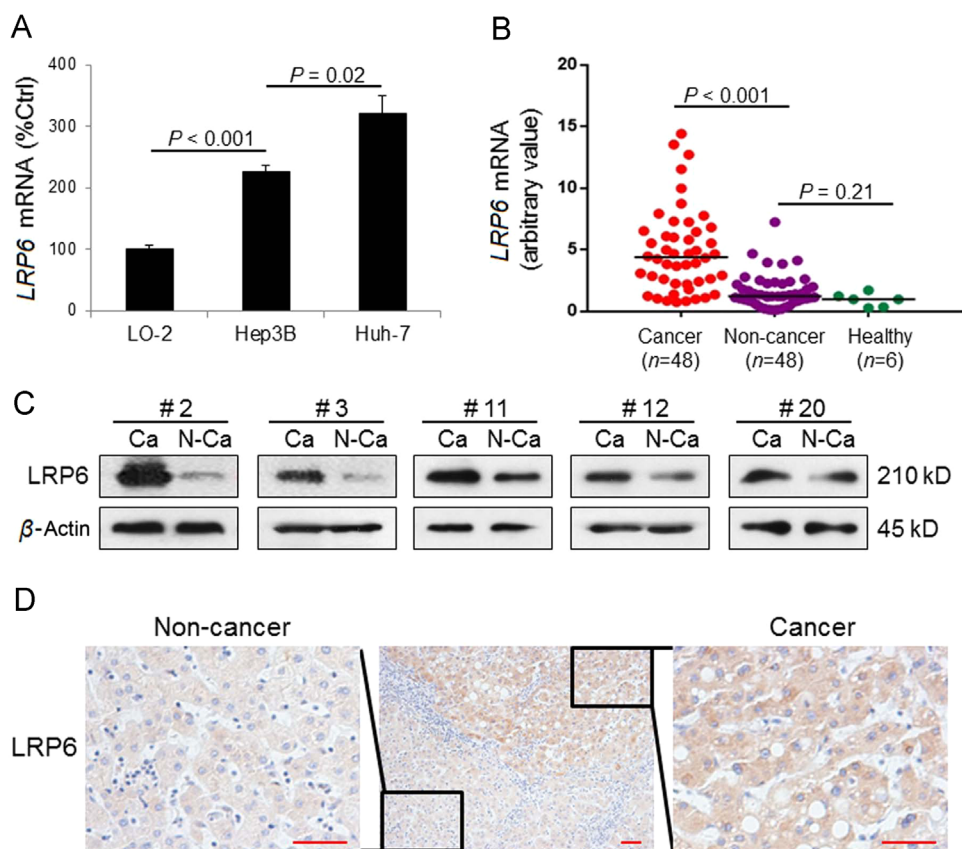 A
LRP6 mRNA (%Ctrl)
400
300
200
100
0
P < 0.001
P = 0.02
LO-2 Hep3B Huh-7
B
LRP6 mRNA
(arbitrary value)
20
15
10
5
0
P < 0.001
P = 0.21
Cancer Non-cancer Healthy
(n=48) (n=48) (n=6)
C
# 2 # 3 # 11 # 12 # 20
Ca N-Ca Ca N-Ca Ca N-Ca Ca N-Ca Ca N-Ca
LRP6 210 kD
β-Actin 45 kD
D
Non-cancer Cancer
LRP6